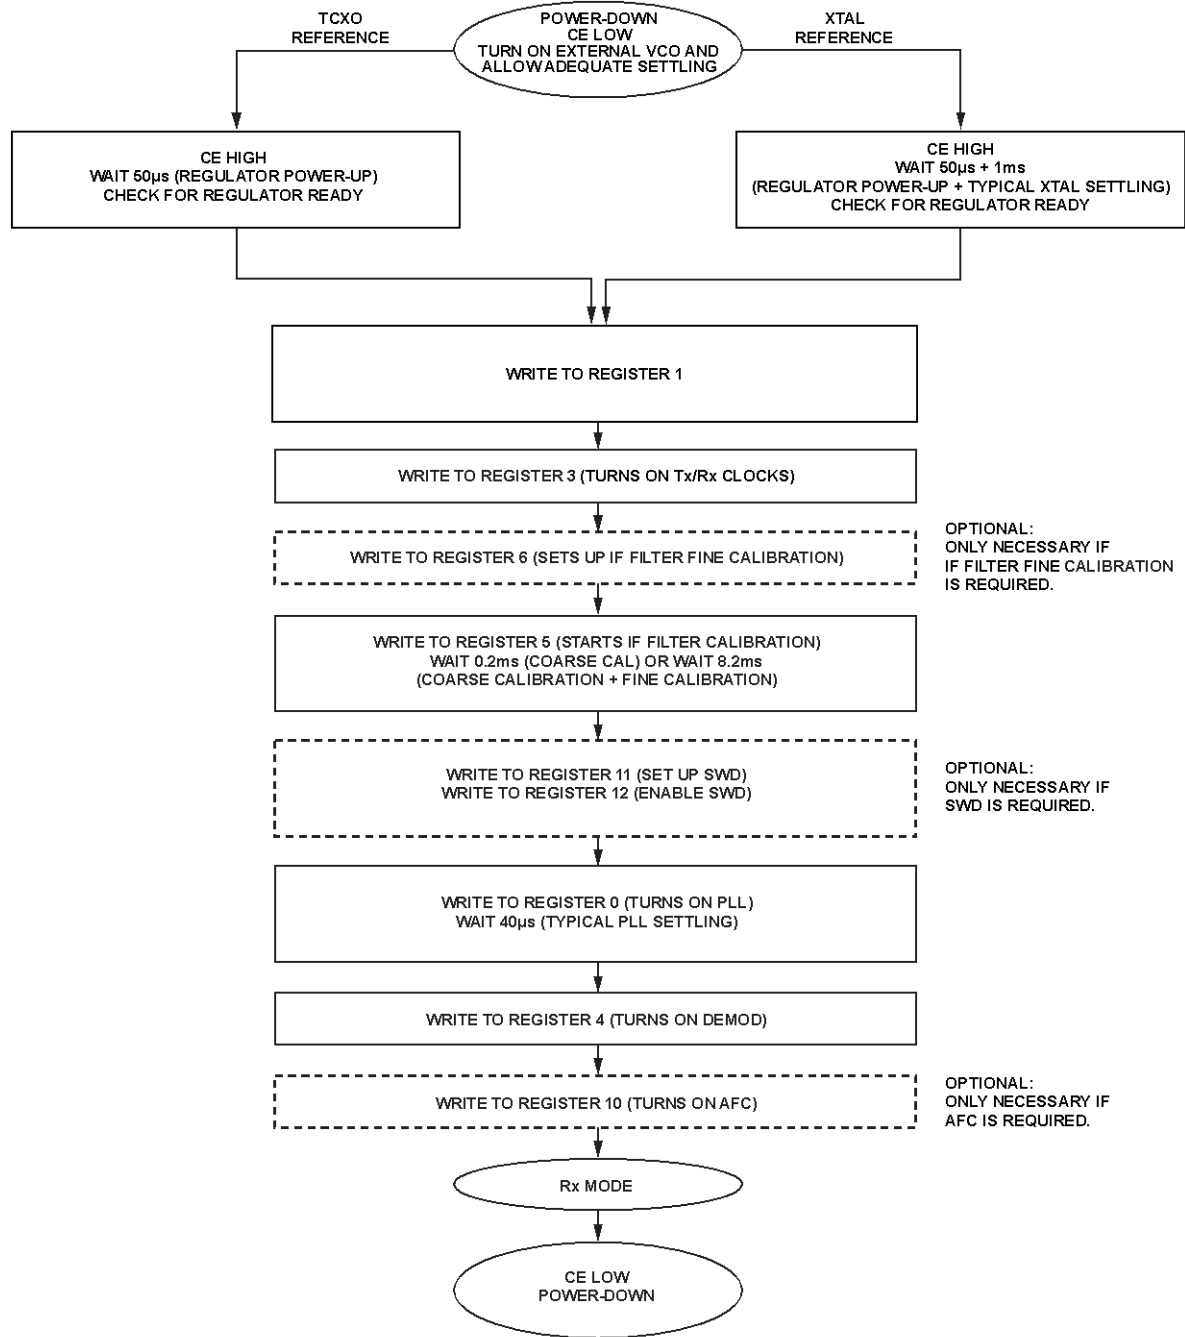 TCXO
REFERENCE
POWER-DOWN
CE LOW
TURN ON EXTERNAL VCO AND
ALLOW ADEQUATE SETTLING
XTAL
REFERENCE
CE HIGH
WAIT 50µs (REGULATOR POWER-UP)
CHECK FOR REGULATOR READY
CE HIGH
WAIT 50µs + 1ms
(REGULATOR POWER-UP + TYPICAL XTAL SETTLING)
CHECK FOR REGULATOR READY
WRITE TO REGISTER 1
WRITE TO REGISTER 3 (TURNS ON Tx/Rx CLOCKS)
WRITE TO REGISTER 6 (SETS UP IF FILTER FINE CALIBRATION)
OPTIONAL:
ONLY NECESSARY IF
IF FILTER FINE CALIBRATION
IS REQUIRED.
WRITE TO REGISTER 5 (STARTS IF FILTER CALIBRATION)
WAIT 0.2ms (COARSE CAL) OR WAIT 8.2ms
(COARSE CALIBRATION + FINE CALIBRATION)
WRITE TO REGISTER 11 (SET UP SWD)
WRITE TO REGISTER 12 (ENABLE SWD)
OPTIONAL:
ONLY NECESSARY IF
SWD IS REQUIRED.
WRITE TO REGISTER 0 (TURNS ON PLL)
WAIT 40µs (TYPICAL PLL SETTLING)
WRITE TO REGISTER 4 (TURNS ON DEMOD)
WRITE TO REGISTER 10 (TURNS ON AFC)
OPTIONAL:
ONLY NECESSARY IF
AFC IS REQUIRED.
Rx MODE
CE LOW
POWER-DOWN